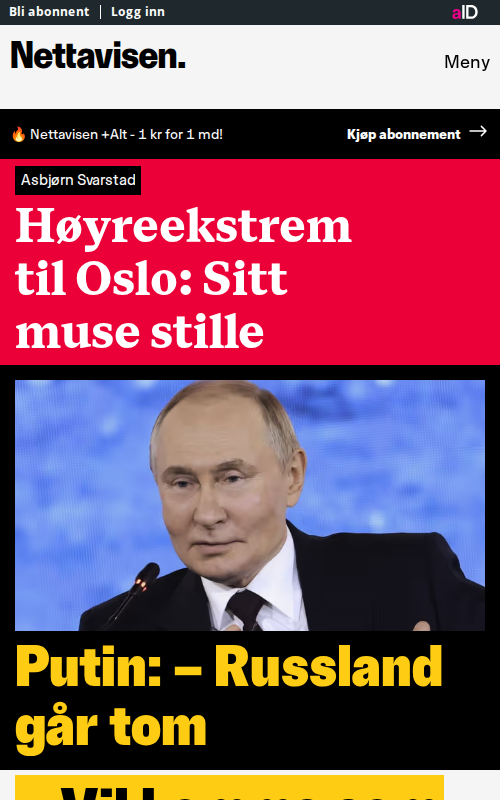 Bli abonnent | Logg inn
aID
Nettavisen.
Meny
🔥 Nettavisen +Alt - 1 kr for 1 md!
Kjøp abonnement →
Asbjørn Svarstad
Høyreekstrem
til Oslo: Sitt
muse stille
Putin: – Russland
går tom